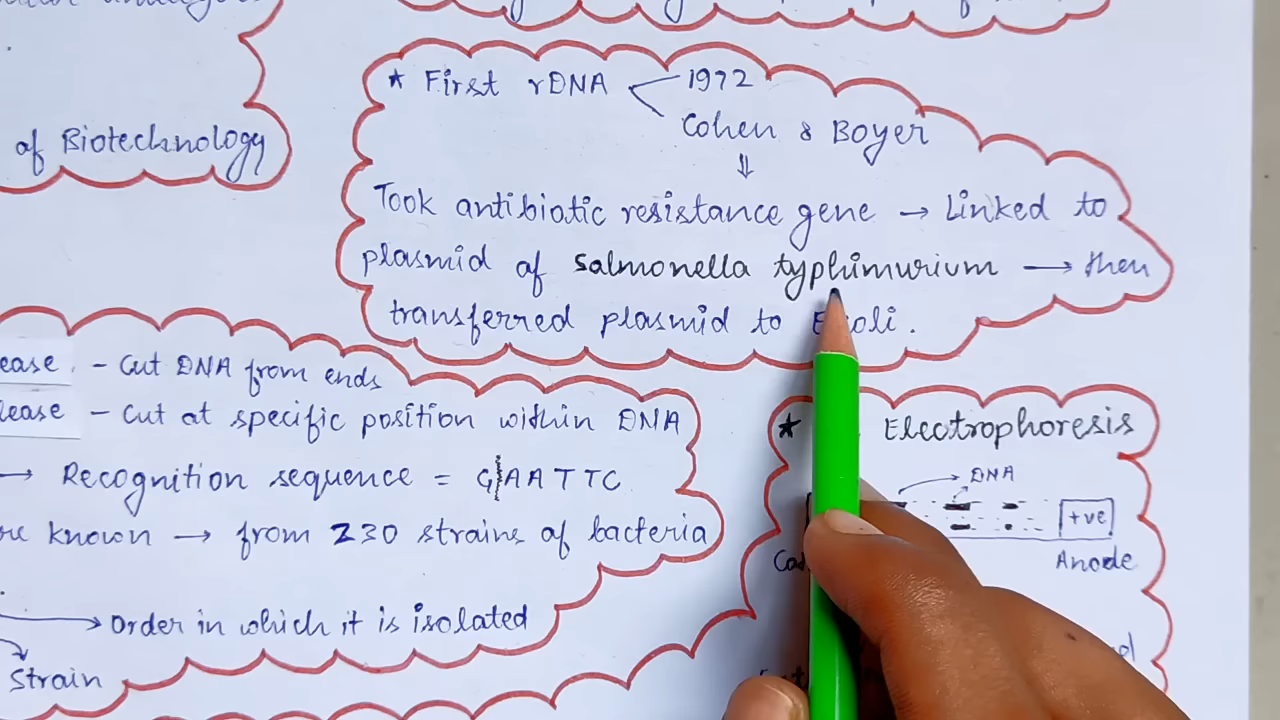 of Biotechnology
★ First rDNA 1972
Cohen & Boyer
⇓
Took antibiotic resistance gene → Linked to
plasmid of Salmonella typhimurium → then
transferred plasmid to E.coli.
ease. - Cut DNA from ends
lease - Cut at specific position within DNA
→ Recognition sequence = G AATTC
known → from 230 strains of bacteria
→ Order in which it is isolated
Strain
★ Electrophoresis
DNA
+ve
Anode